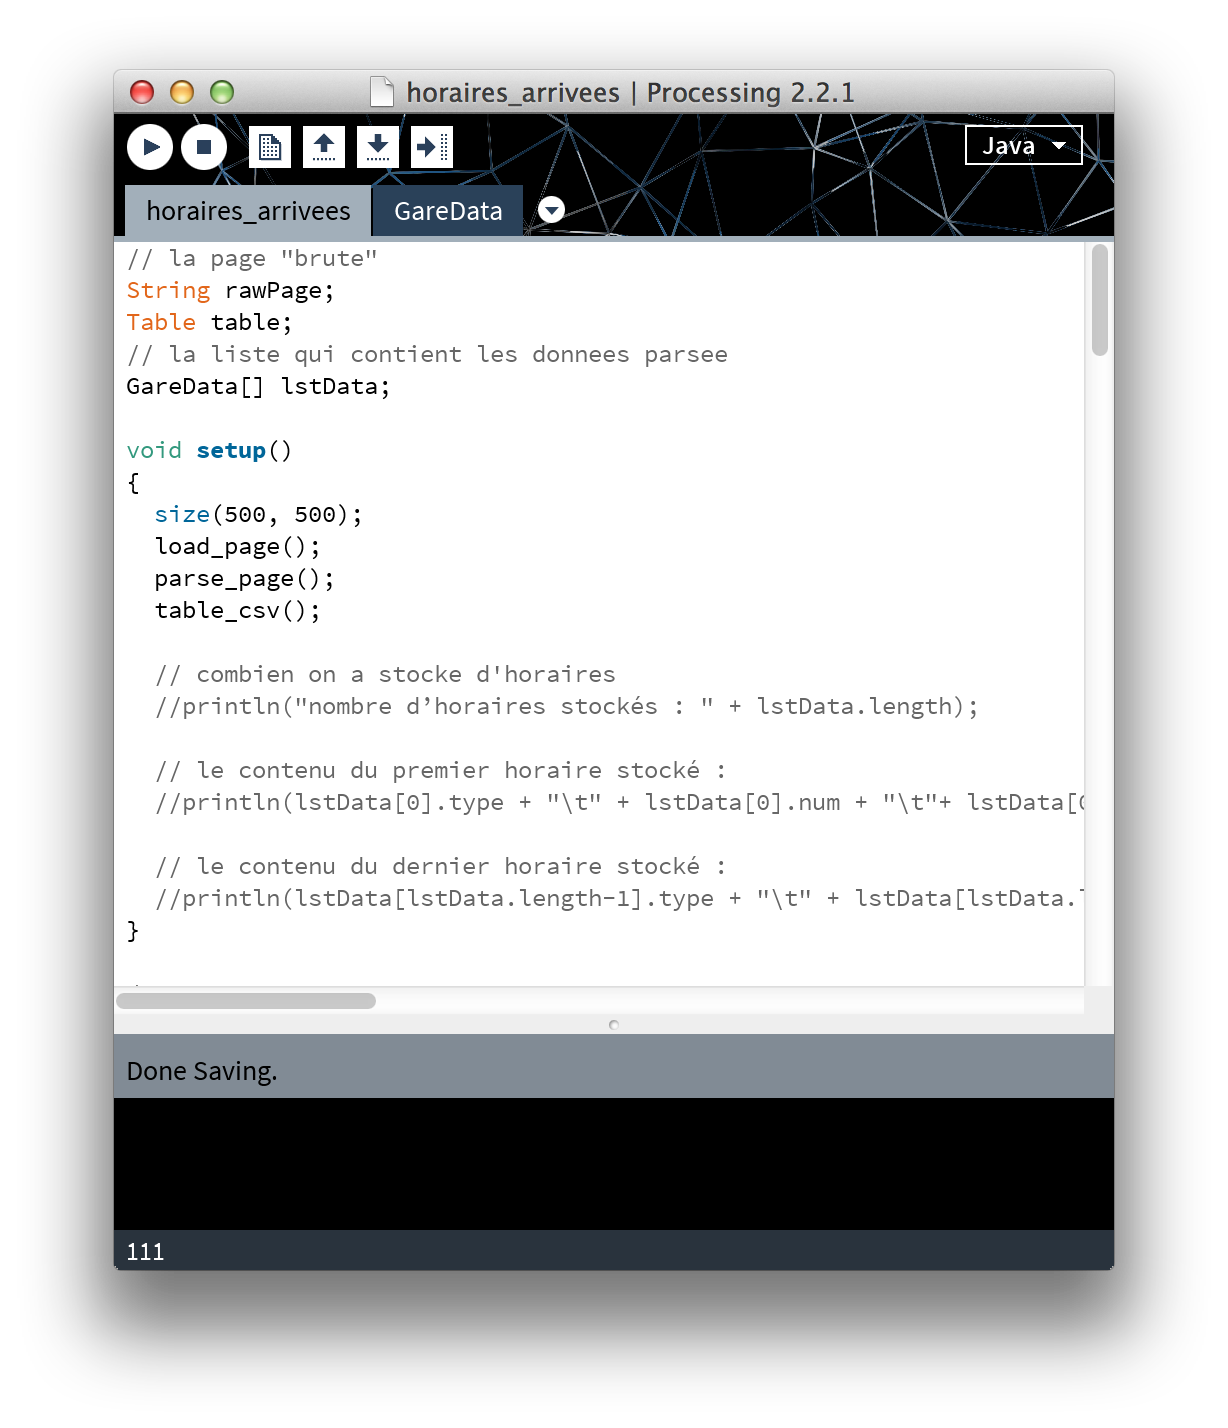 horaires_arrivees | Processing 2.2.1
Java
horaires_arrivees GareData
// la page "brute"
String rawPage;
Table table;
// la liste qui contient les donnees parsee
GareData[] lstData;
void setup()
{
size(500, 500);
load_page();
parse_page();
table_csv();
// combien on a stocke d'horaires
//println("nombre d’horaires stockés : " + lstData.length);
// le contenu du premier horaire stocké :
//println(lstData[0].type + "\t" + lstData[0].num + "\t"+ lstData[0
// le contenu du dernier horaire stocké :
//println(lstData[lstData.length-1].type + "\t" + lstData[lstData.l
}
Done Saving.
111